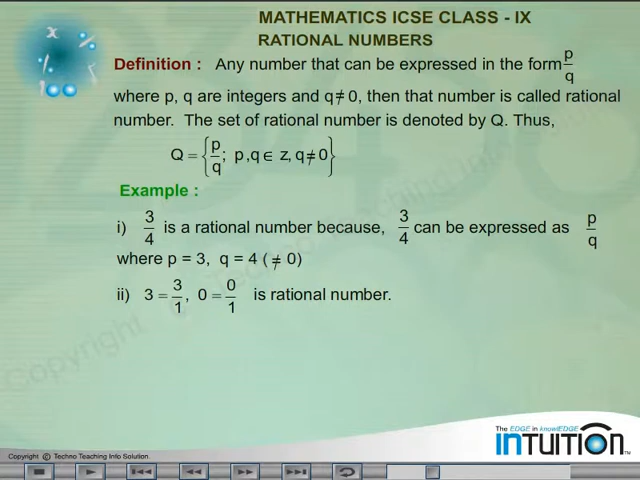 MATHEMATICS ICSE CLASS - IX
RATIONAL NUMBERS
Definition : Any number that can be expressed in the form p/q
where p, q are integers and q ≠ 0, then that number is called rational
number. The set of rational number is denoted by Q. Thus,
Q = {p/q; p,q ∈ z, q ≠ 0}
Example :
i) 3/4 is a rational number because, 3/4 can be expressed as p/q
where p = 3, q = 4 ( ≠ 0)
ii) 3 = 3/1, 0 = 0/1 is rational number.
The EDGE in knowlEDGE
INTUITION™
Copyright © Techno Teaching Info Solution.